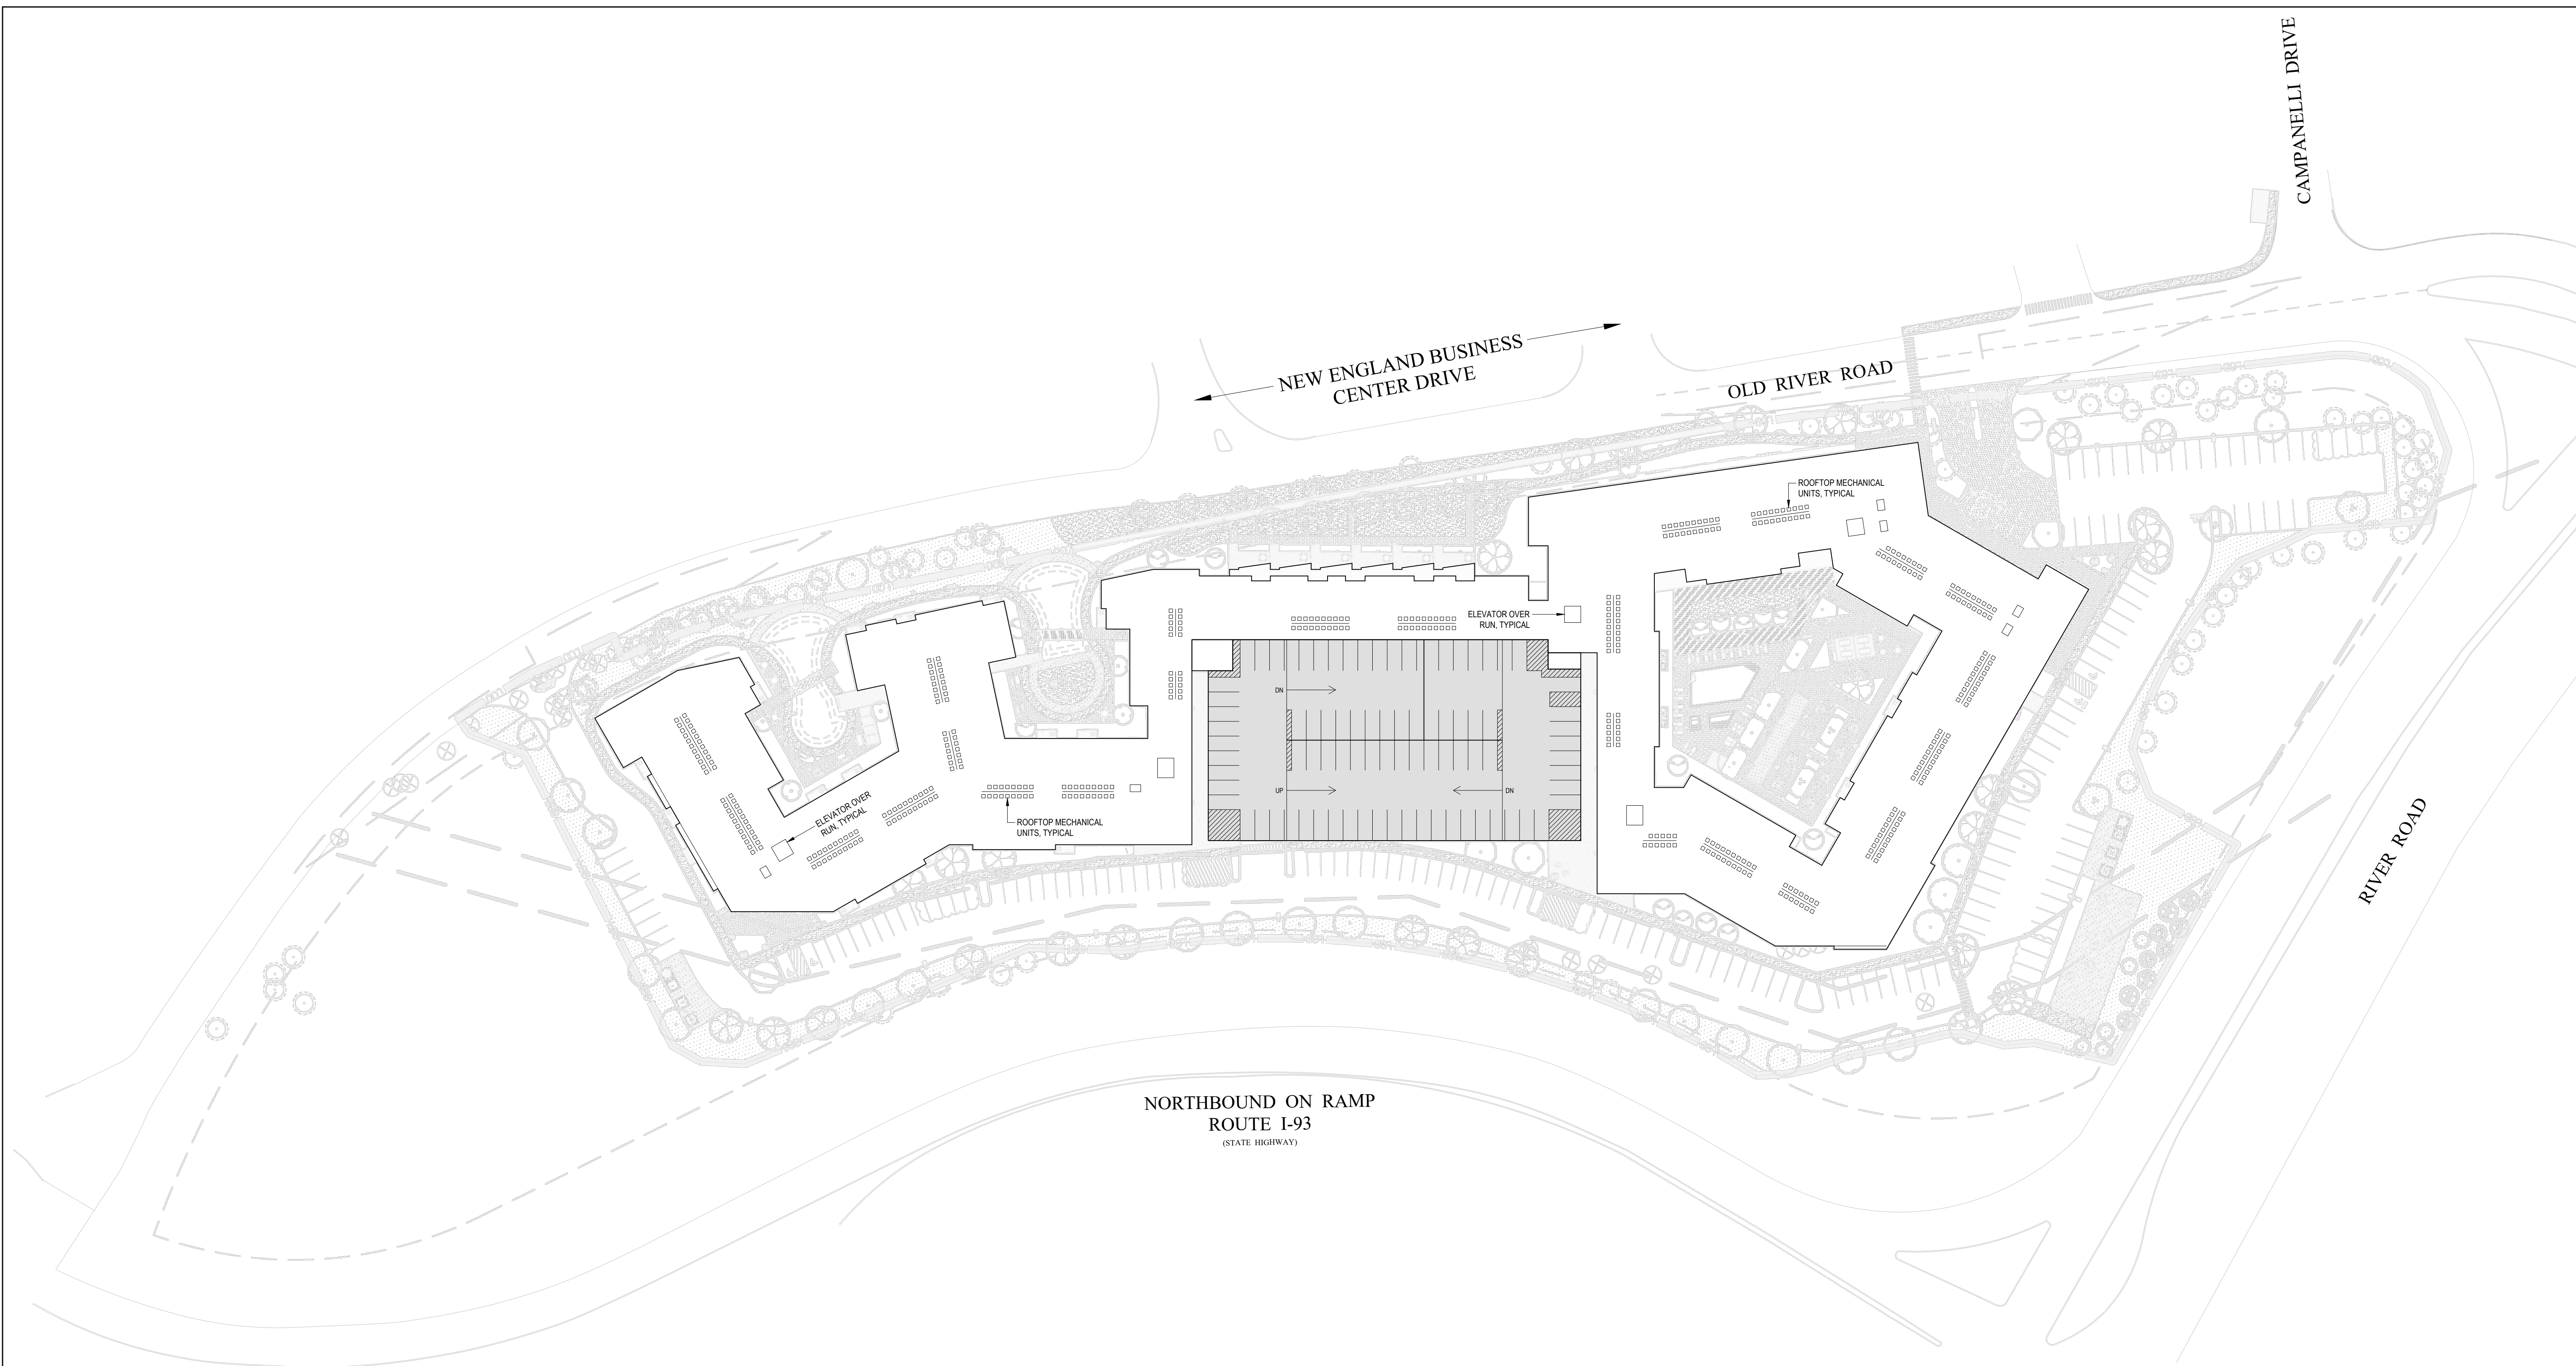 CAMPANELLI DRIVE
NEW ENGLAND BUSINESS
CENTER DRIVE
OLD RIVER ROAD
ROOFTOP MECHANICAL
UNITS, TYPICAL
ELEVATOR OVER
RUN, TYPICAL
DN
UP
DN
ELEVATOR OVER
RUN, TYPICAL
ROOFTOP MECHANICAL
UNITS, TYPICAL
RIVER ROAD
NORTHBOUND ON RAMP
ROUTE I-93
(STATE HIGHWAY)